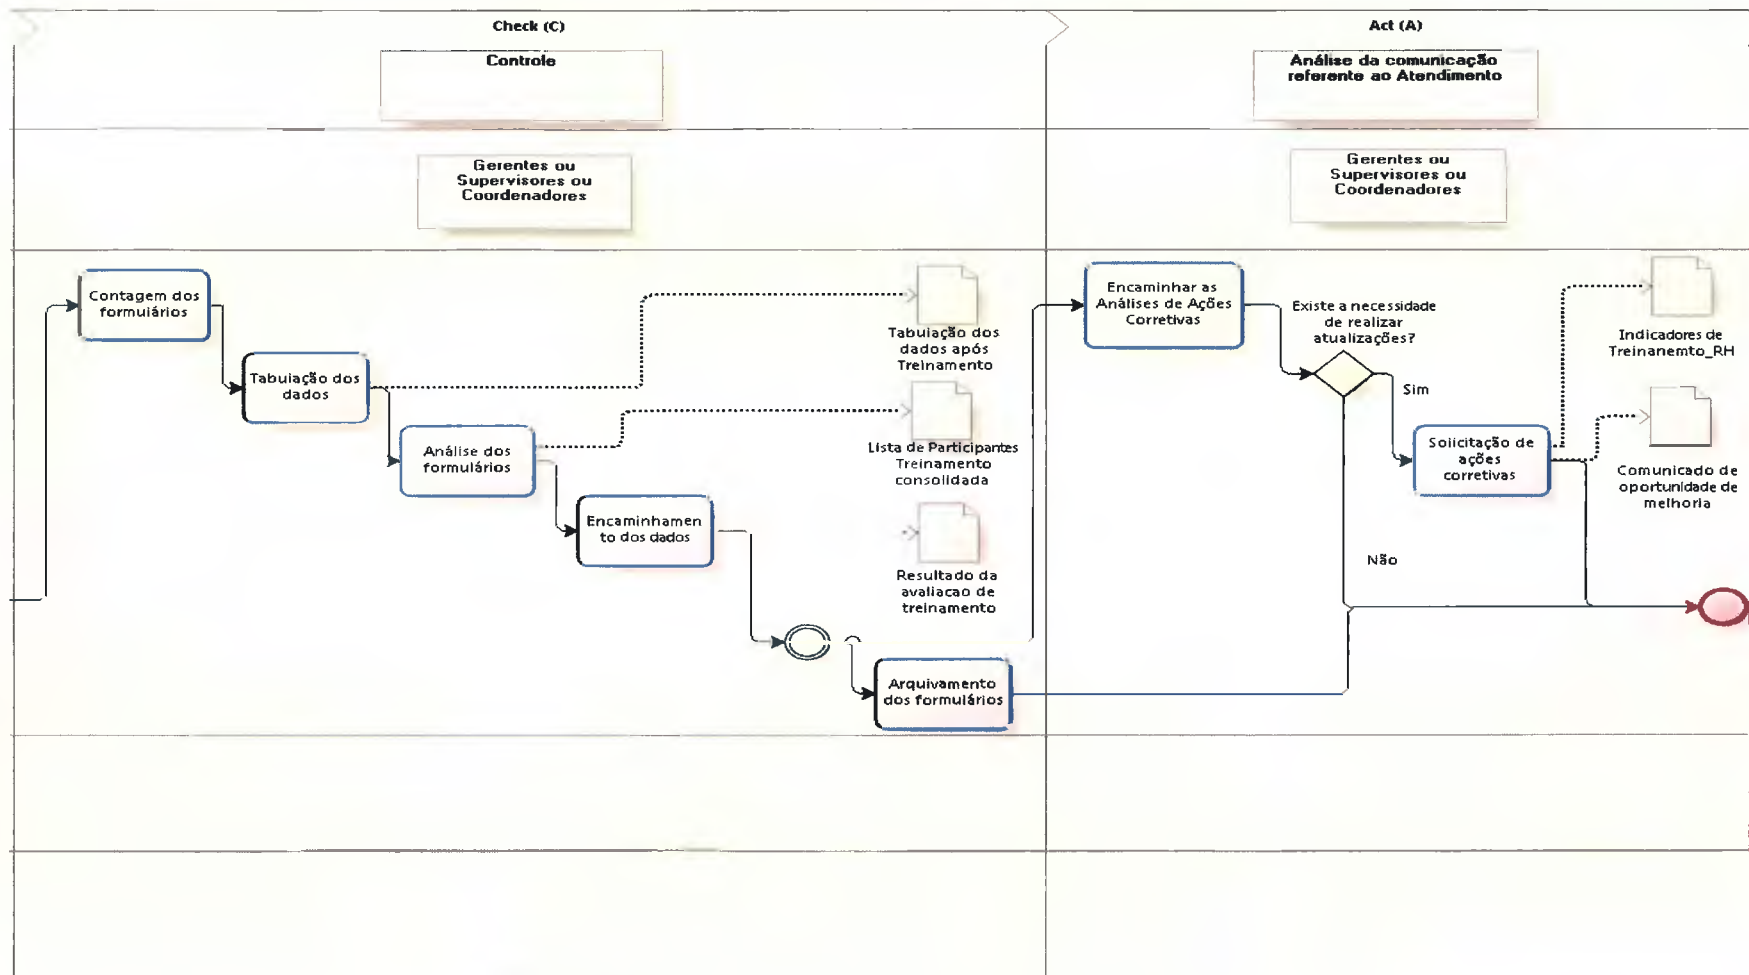 Check (C)
Controle
Gerentes ou
Supervisores ou
Coordenadores
Contagem dos
formulários
Tabulação dos
dados
Análise dos
formulários
Encaminhamen
to dos dados
Arquivamento
dos formulários
Tabulação dos
dados após
Treinamento
Lista de Participantes
Treinamento
consolidada
Resultado da
avaliacao de
treinamento
Act (A)
Análise da comunicação
referente ao Atendimento
Gerentes ou
Supervisores ou
Coordenadores
Encaminhar as
Análises de Ações
Corretivas
Existe a necessidade
de realizar
atualizações?
Sim
Não
Solicitação de
ações
corretivas
Indicadores de
Treinanemto_RH
Comunicado de
oportunidade de
melhoria